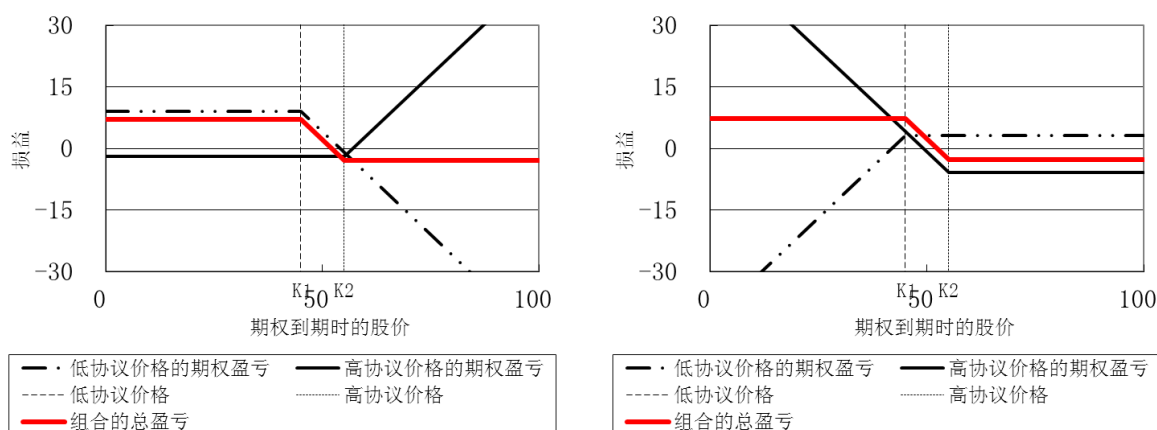 30
15
0
-15
-30
损益
0
K1
50
K2
100
期权到期时的股价
低协议价格的期权盈亏
高协议价格的期权盈亏
低协议价格
高协议价格
组合的总盈亏
30
15
0
-15
-30
损益
0
K1
50
K2
100
期权到期时的股价
低协议价格的期权盈亏
高协议价格的期权盈亏
低协议价格
高协议价格
组合的总盈亏